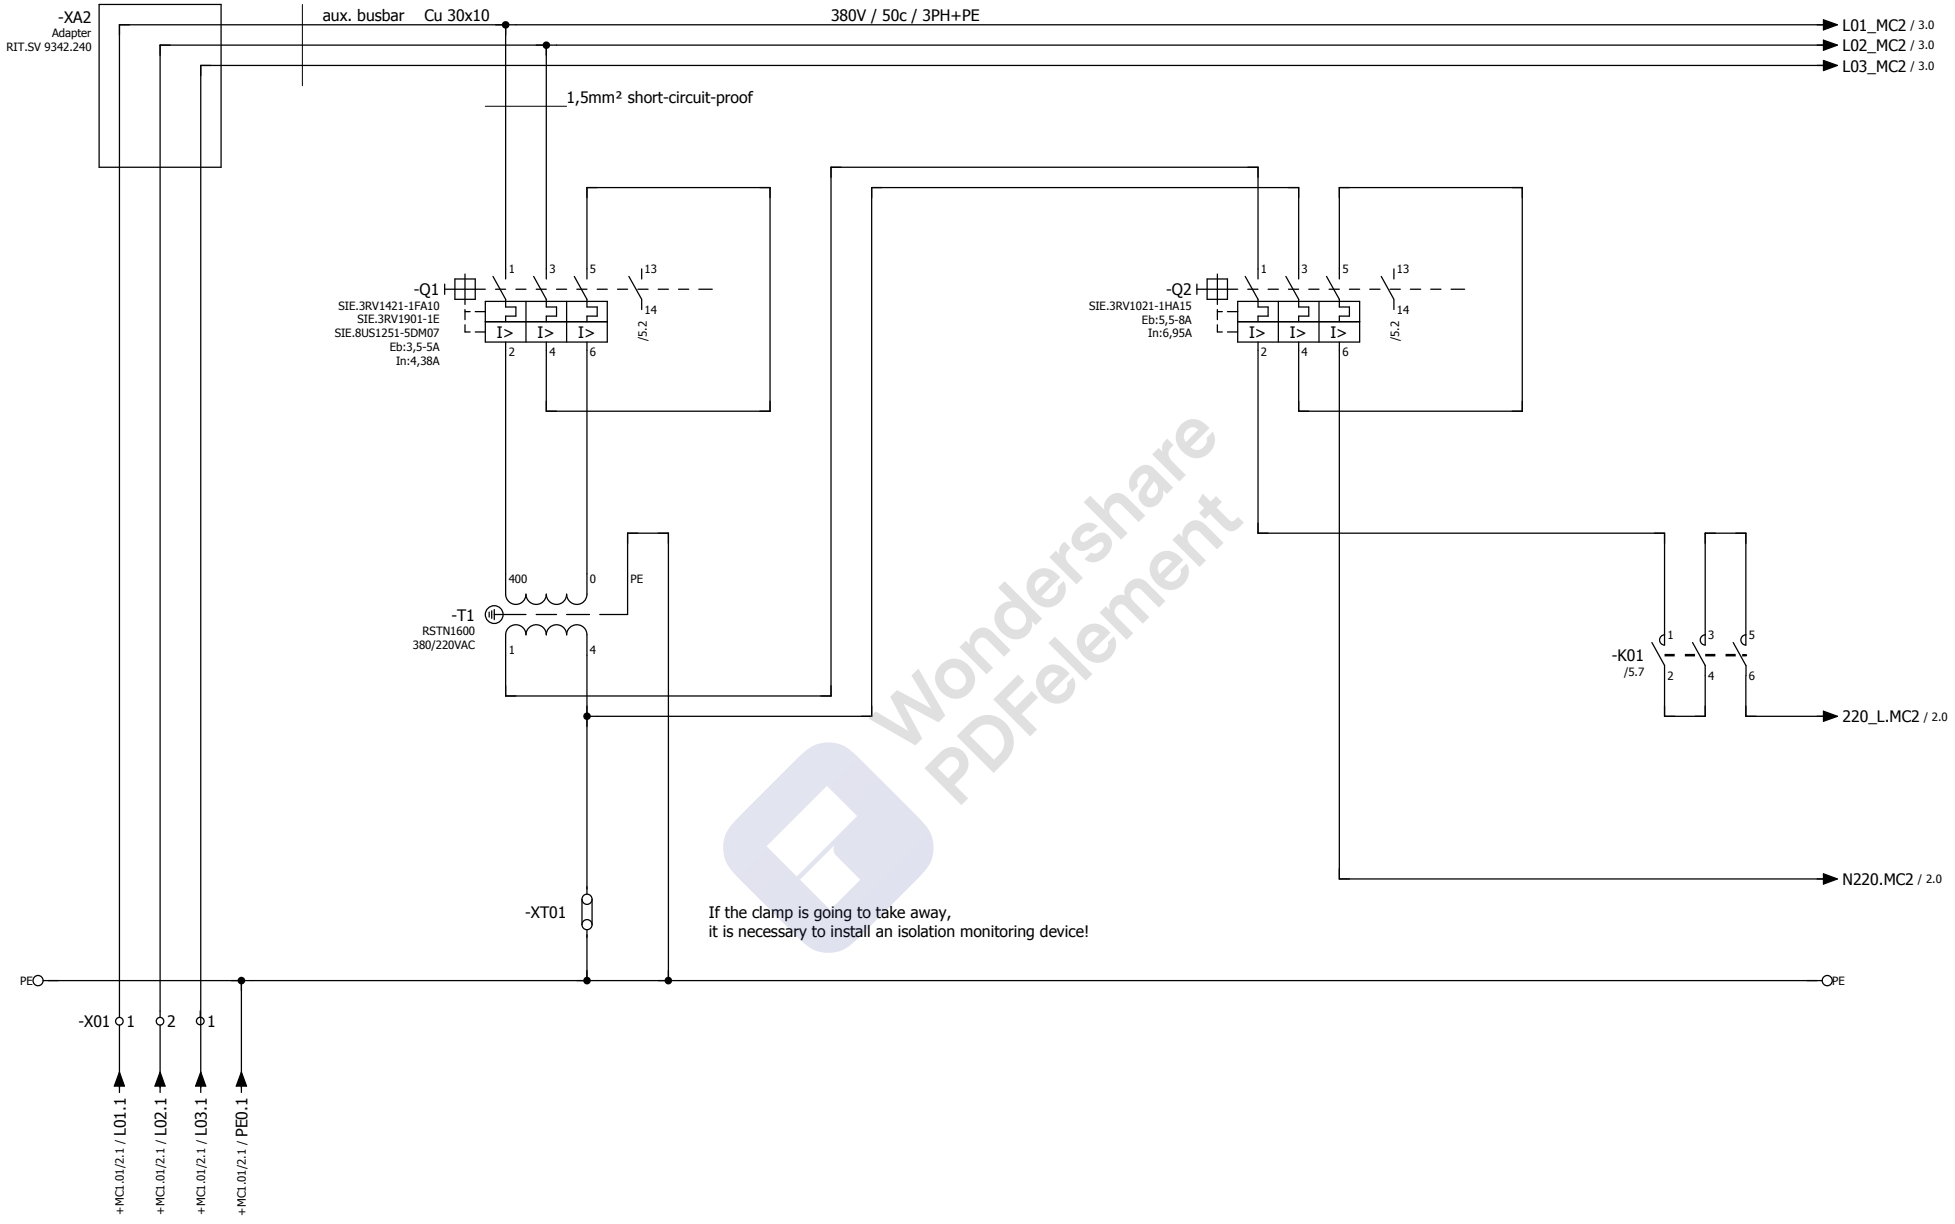 -XA2
Adapter
RIT.SV 9342.240
aux. busbar Cu 30x10
380V / 50c / 3PH+PE
L01_MC2 / 3.0
L02_MC2 / 3.0
L03_MC2 / 3.0
1,5mm² short-circuit-proof
-Q1
SIE.3RV1421-1FA10
SIE.3RV1901-1E
SIE.8US1251-5DM07
Eb:3,5-5A
In:4,38A
1 3 5 13
14
I> I> I>
2 4 6
/5.2
-Q2
SIE.3RV1021-1HA15
Eb:5,5-8A
In:6,95A
1 3 5 13
14
I> I> I>
2 4 6
/5.2
400 0 PE
-T1
RSTN1600
380/220VAC
1 4
-K01
/5.7
1 3 5
2 4 6
220_L.MC2 / 2.0
N220.MC2 / 2.0
-XT01
If the clamp is going to take away,
it is necessary to install an isolation monitoring device!
PE
PE
-X01 1 2 1
+MC1.01/2.1 / L01.1
+MC1.01/2.1 / L02.1
+MC1.01/2.1 / L03.1
+MC1.01/2.1 / PE0.1
Wondershare
PDFelement